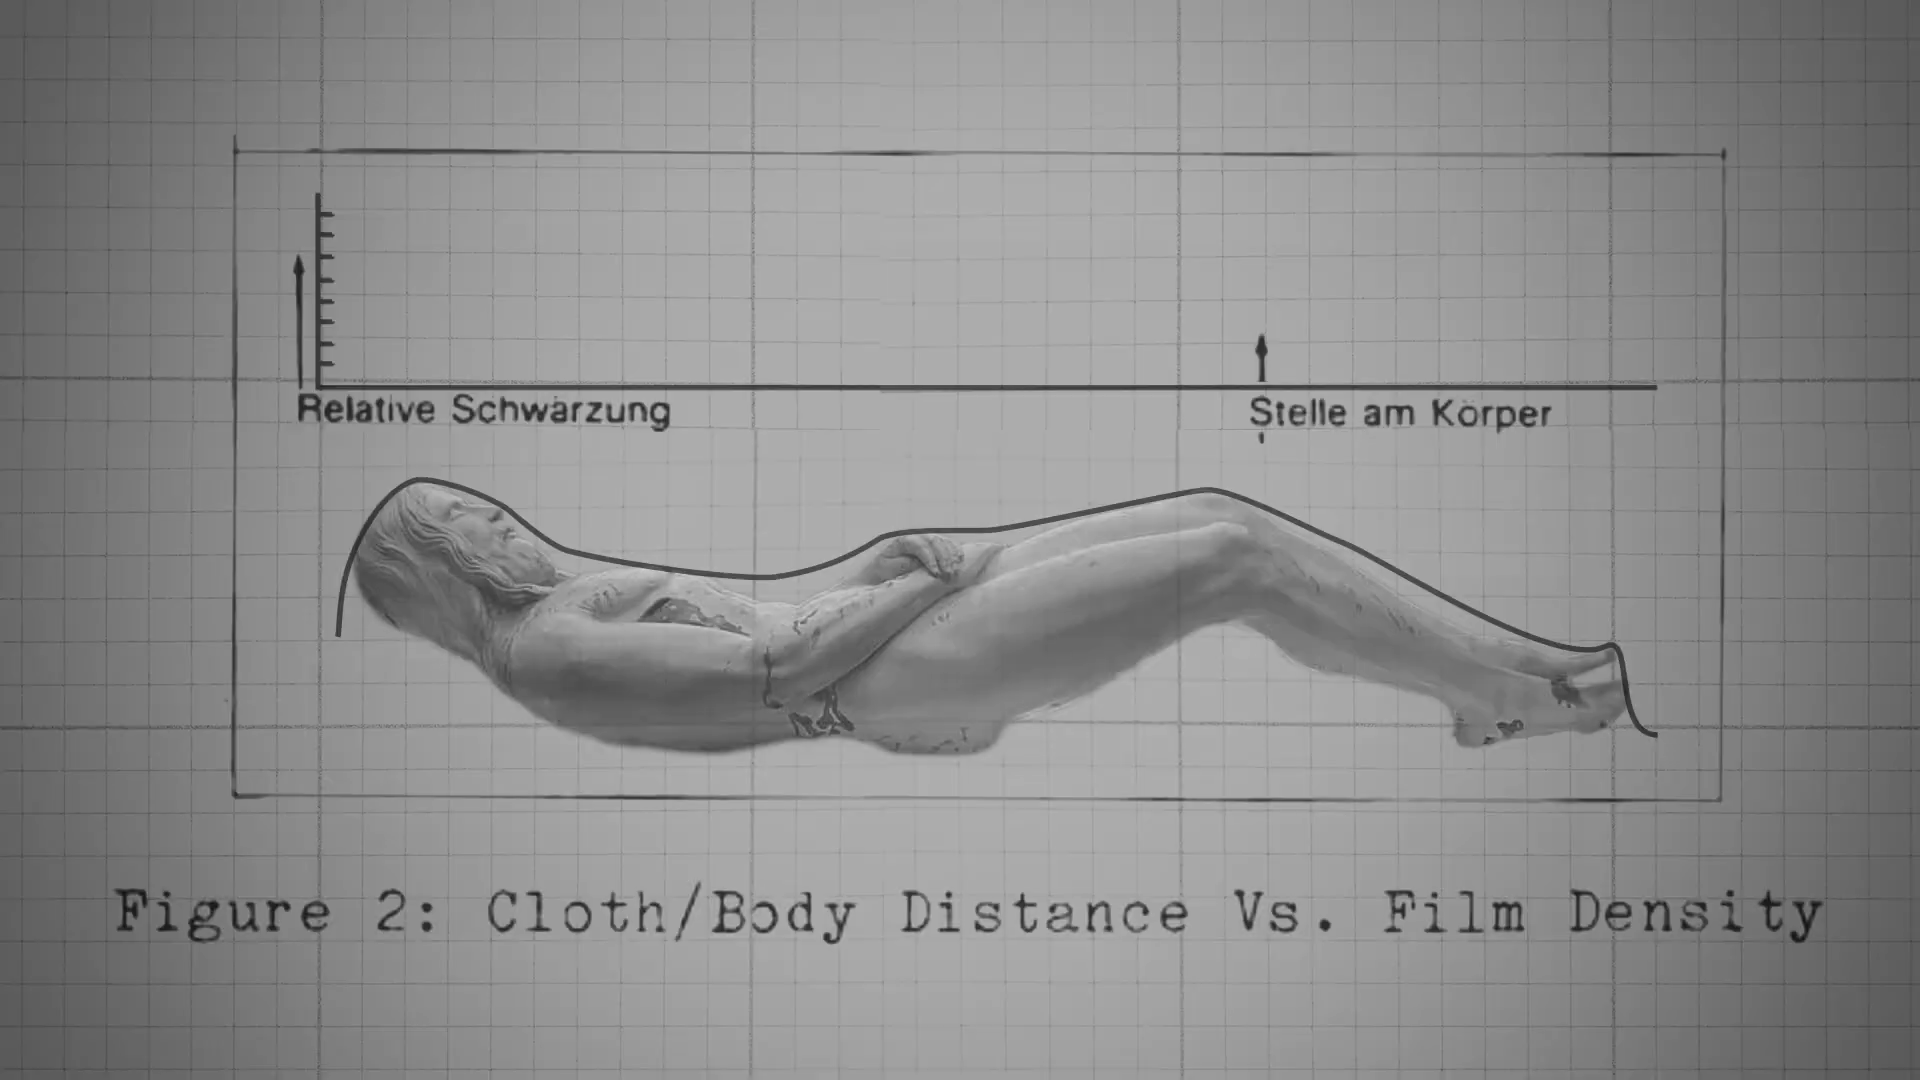 Relative Schwärzung
Stelle am Körper
Figure 2: Cloth/Body Distance Vs. Film Density